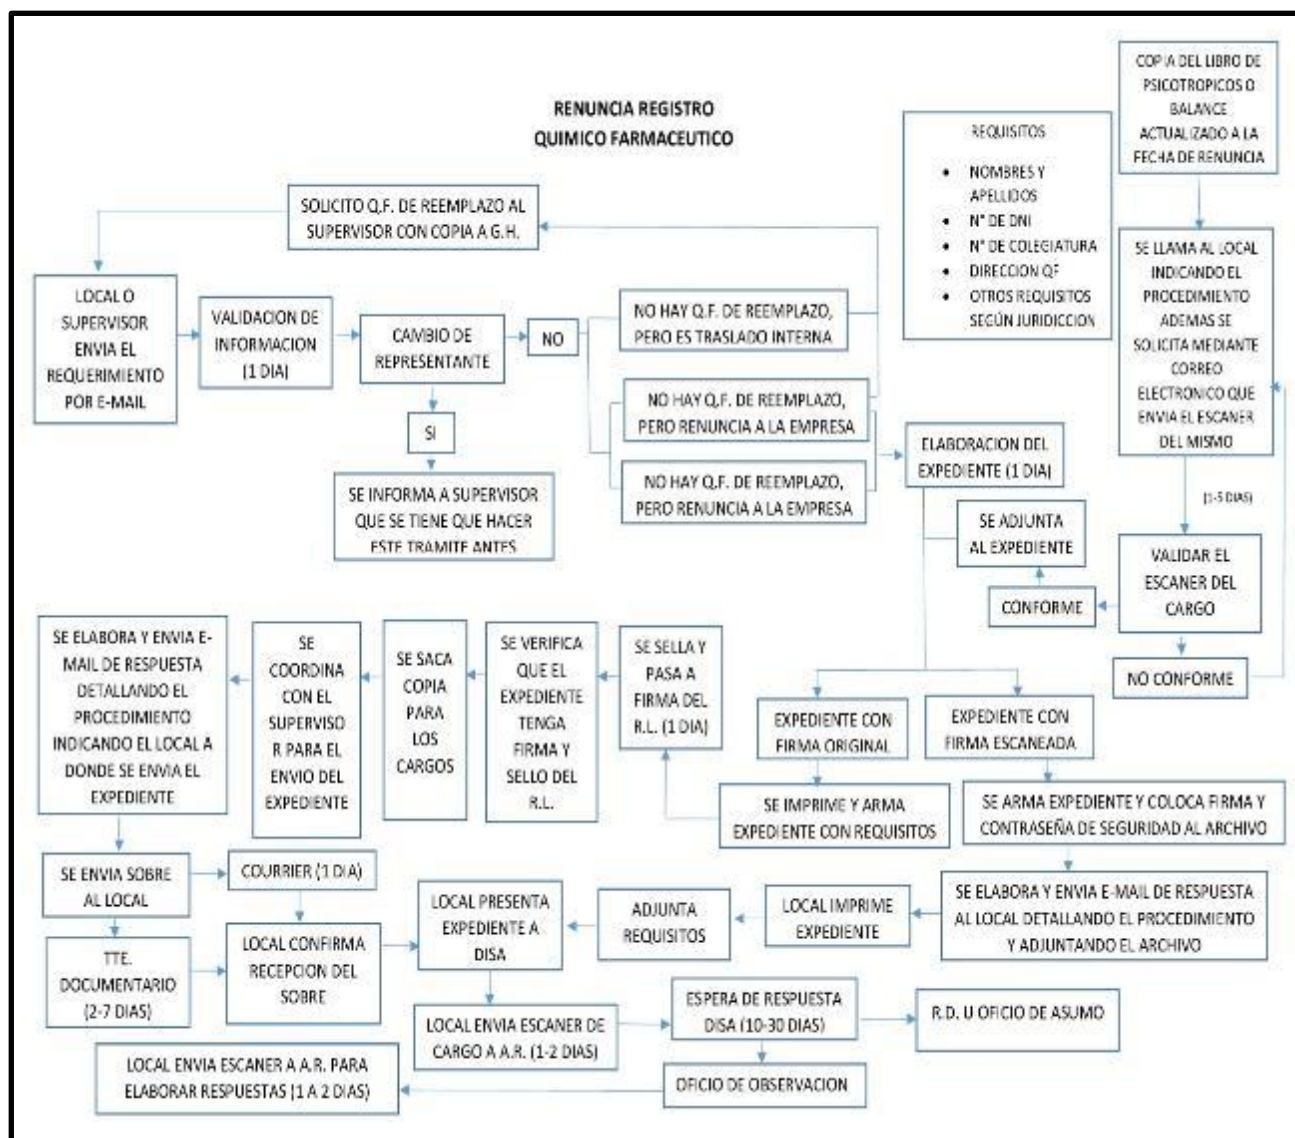 RENUNCIA REGISTRO
QUIMICO FARMACEUTICO
REQUISITOS
• NOMBRES Y
APELLIDOS
• N° DE DNI
• N° DE COLEGIATURA
• DIRECCION QF
• OTROS REQUISITOS
SEGÚN JURIDICCION
COPIA DEL LIBRO DE
PSICOTROPICOS O
BALANCE
ACTUALIZADO A LA
FECHA DE RENUNCIA
SOLICITO Q.F. DE REEMPLAZO AL
SUPERVISOR CON COPIA A G.H.
LOCAL O
SUPERVISOR
ENVIA EL
REQUERIMIENTO
POR E-MAIL
VALIDACION DE
INFORMACION
(1 DIA)
CAMBIO DE
REPRESENTANTE
NO
SI
SE INFORMA A SUPERVISOR
QUE SE TIENE QUE HACER
ESTE TRAMITE ANTES
NO HAY Q.F. DE REEMPLAZO,
PERO ES TRASLADO INTERNA
NO HAY Q.F. DE REEMPLAZO,
PERO RENUNCIA A LA EMPRESA
NO HAY Q.F. DE REEMPLAZO,
PERO RENUNCIA A LA EMPRESA
SE LLAMA AL LOCAL
INDICANDO EL
PROCEDIMIENTO
ADEMAS SE
SOLICITA MEDIANTE
CORREO
ELECTRONICO QUE
ENVIA EL ESCANER
DEL MISMO
(1-5 DIAS)
ELABORACION DEL
EXPEDIENTE (1 DIA)
SE ADJUNTA
AL EXPEDIENTE
CONFORME
VALIDAR EL
ESCANER DEL
CARGO
NO CONFORME
EXPEDIENTE CON
FIRMA ORIGINAL
EXPEDIENTE CON
FIRMA ESCANEADA
SE IMPRIME Y ARMA
EXPEDIENTE CON REQUISITOS
SE ARMA EXPEDIENTE Y COLOCA FIRMA Y
CONTRASEÑA DE SEGURIDAD AL ARCHIVO
SE SELLA Y
PASA A
FIRMA DEL
R.L. (1 DIA)
SE VERIFICA
QUE EL
EXPEDIENTE
TENGA
FIRMA Y
SELLO DEL
R.L.
SE SACA
COPIA
PARA
LOS
CARGOS
SE
COORDINA
CON EL
SUPERVISO
R PARA EL
ENVIO DEL
EXPEDIENTE
SE ELABORA Y ENVIA E-
MAIL DE RESPUESTA
DETALLANDO EL
PROCEDIMIENTO
INDICANDO EL LOCAL A
DONDE SE ENVIA EL
EXPEDIENTE
SE ENVIA SOBRE
AL LOCAL
COURRIER (1 DIA)
TTE.
DOCUMENTARIO
(2-7 DIAS)
LOCAL CONFIRMA
RECEPCION DEL
SOBRE
LOCAL PRESENTA
EXPEDIENTE A
DISA
ADJUNTA
REQUISITOS
LOCAL IMPRIME
EXPEDIENTE
SE ELABORA Y ENVIA E-MAIL DE RESPUESTA
AL LOCAL DETALLANDO EL PROCEDIMIENTO
Y ADJUNTANDO EL ARCHIVO
LOCAL ENVIA ESCANER DE
CARGO A A.R. (1-2 DIAS)
ESPERA DE RESPUESTA
DISA (10-30 DIAS)
R.D. U OFICIO DE ASUMO
OFICIO DE OBSERVACION
LOCAL ENVIA ESCANER A A.R. PARA
ELABORAR RESPUESTAS (1 A 2 DIAS)